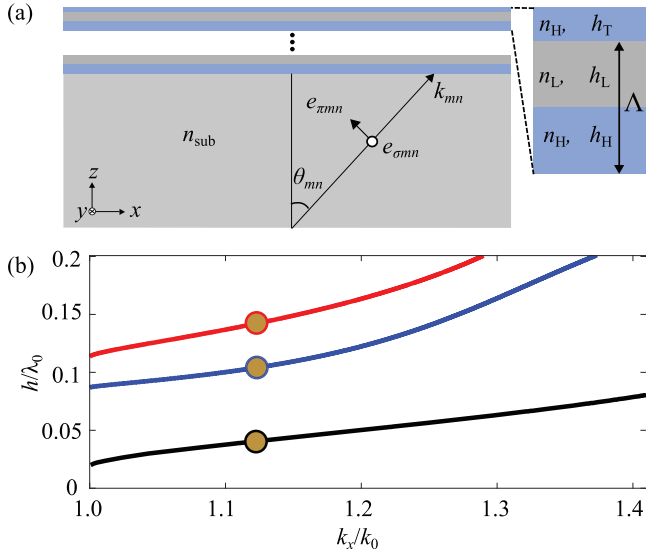 (a)
n_H, h_T
n_L, h_L
Λ
n_H, h_H
k_mn
e_πmn
n_sub
e_σmn
θ_mn
z
y x
(b)
0.2
0.15
0.1
0.05
0
h/λ_0
1.0 1.1 1.2 1.3 1.4
k_x/k_0